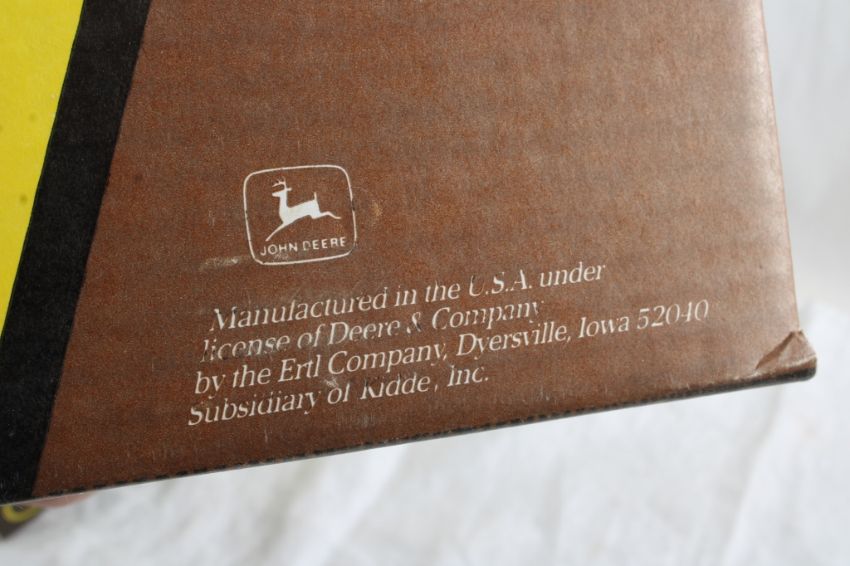 JOHN DEERE
Manufactured in the U.S.A. under
license of Deere & Company
by the Ertl Company, Dyersville, Iowa 52040
Subsidiary of Kidde, Inc.